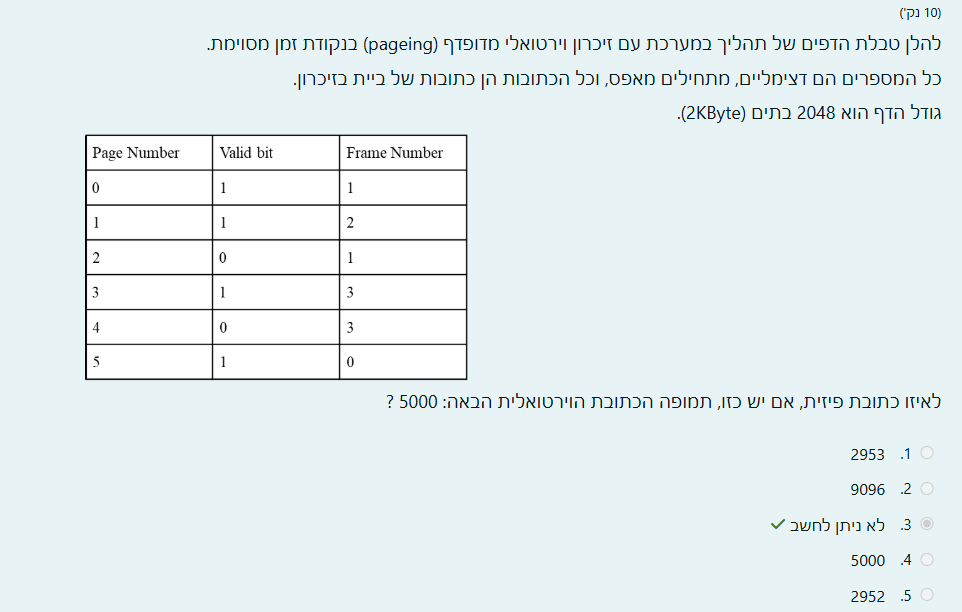 (10 נק')
להלן טבלת הדפים של תהליך במערכת עם זיכרון וירטואלי מדופדף (pageing) בנקודת זמן מסוימת.
כל המספרים הם דצימליים, מתחילים מאפס, וכל הכתובות הן כתובות של ביית בזיכרון.
גודל הדף הוא 2048 בתים (2KByte).
Page Number Valid bit Frame Number
0 1 1
1 1 2
2 0 1
3 1 3
4 0 3
5 1 0
לאיזו כתובת פיזית, אם יש כזו, תמופה הכתובת הוירטואלית הבאה: 5000 ?
1. 2953
2. 9096
3. לא ניתן לחשב ✓
4. 5000
5. 2952